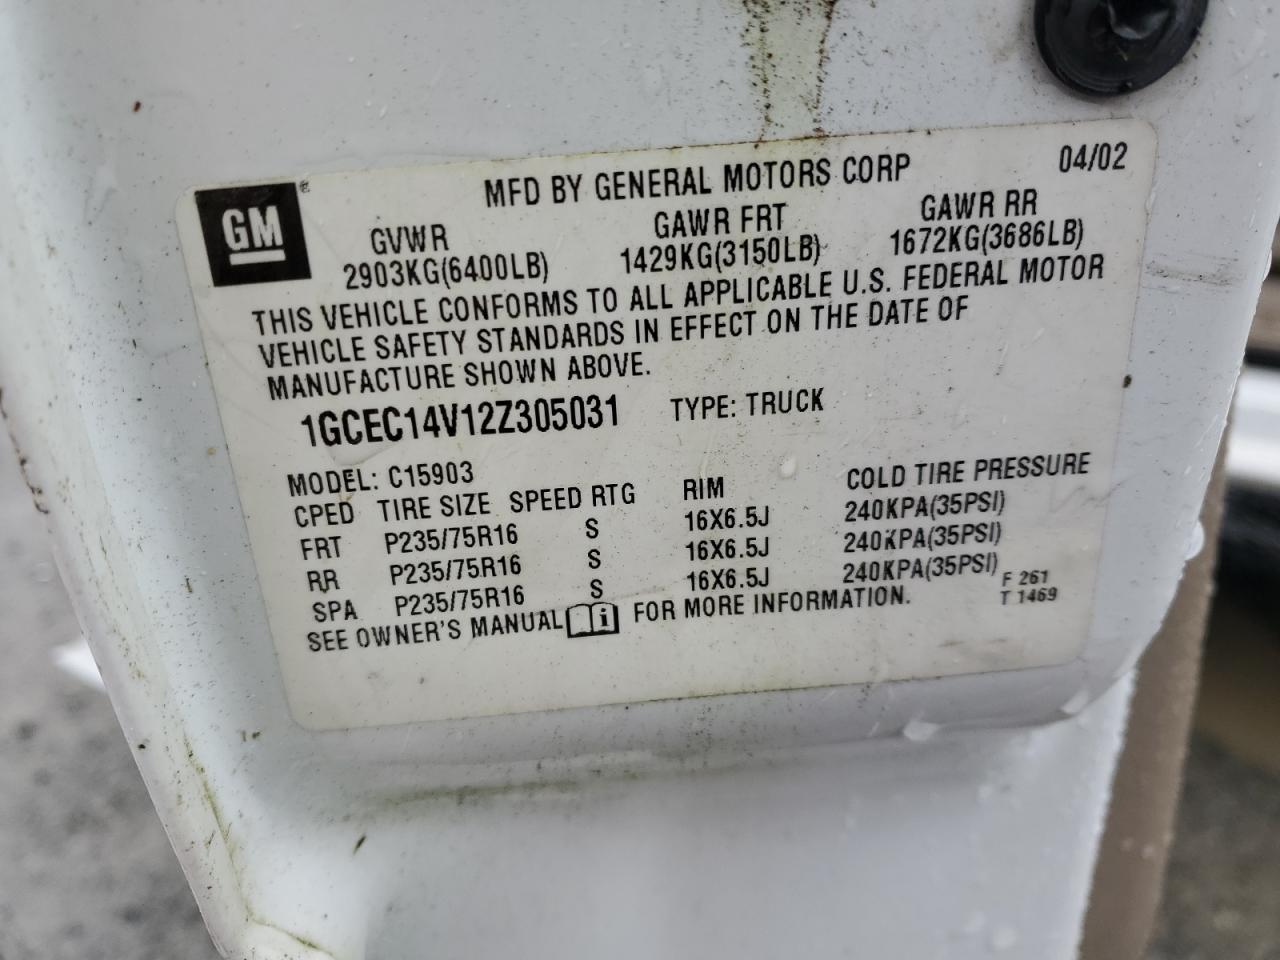 GM®
MFD BY GENERAL MOTORS CORP 04/02
GVWR GAWR FRT GAWR RR
2903KG(6400LB) 1429KG(3150LB) 1672KG(3686LB)
THIS VEHICLE CONFORMS TO ALL APPLICABLE U.S. FEDERAL MOTOR
VEHICLE SAFETY STANDARDS IN EFFECT ON THE DATE OF
MANUFACTURE SHOWN ABOVE.
1GCEC14V12Z305031 TYPE: TRUCK
MODEL: C15903
CPED TIRE SIZE SPEED RTG RIM COLD TIRE PRESSURE
FRT P235/75R16 S 16X6.5J 240KPA(35PSI)
RR P235/75R16 S 16X6.5J 240KPA(35PSI)
SPA P235/75R16 S 16X6.5J 240KPA(35PSI)
SEE OWNER'S MANUAL i FOR MORE INFORMATION.
F 261
T 1469